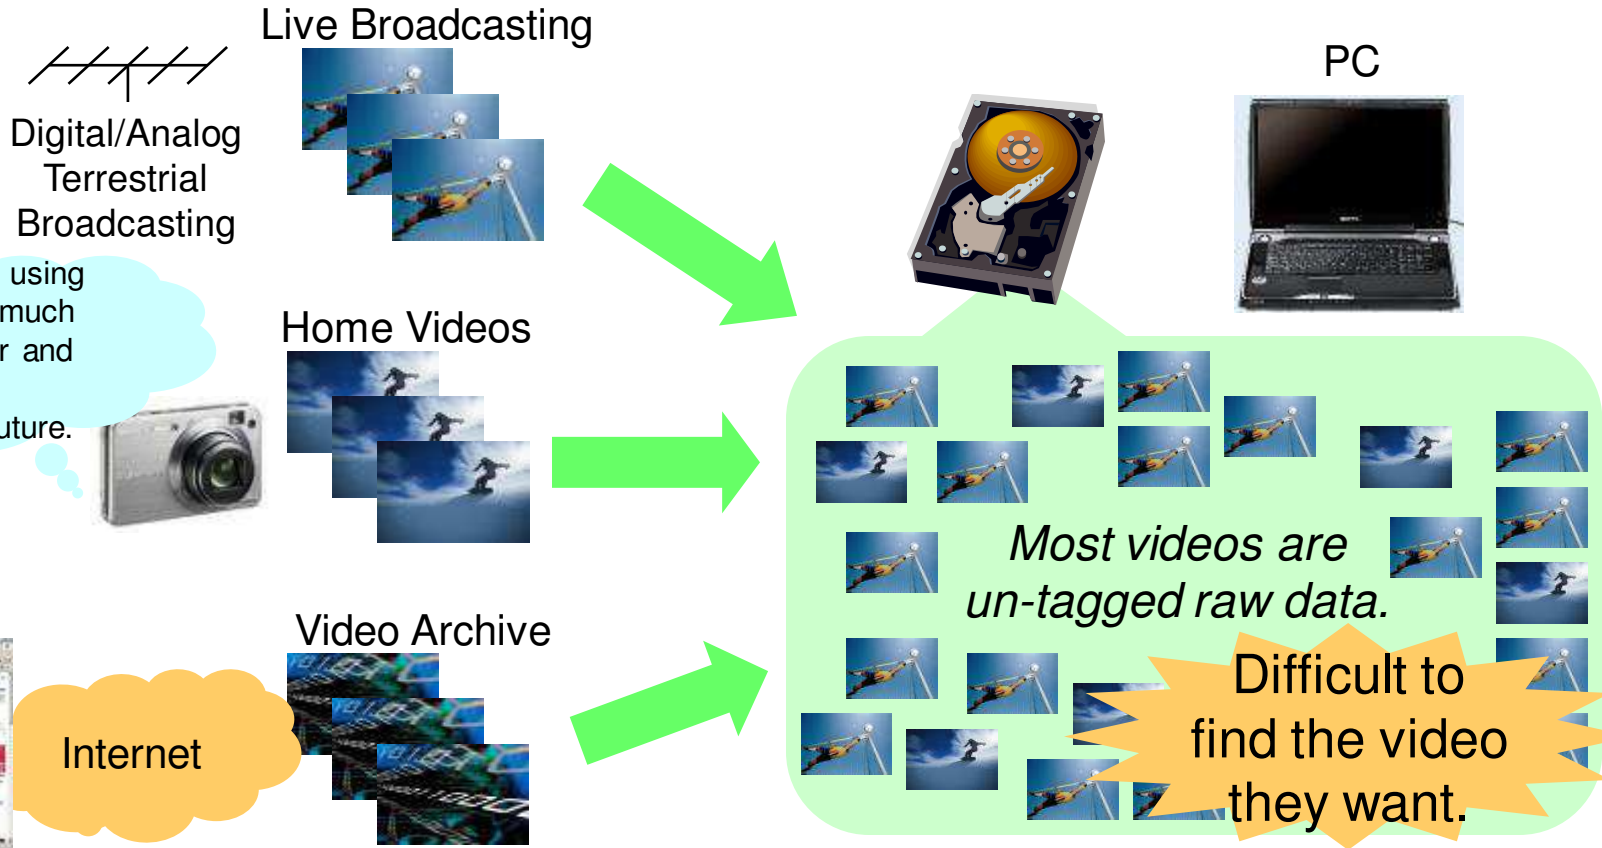 Live Broadcasting
PC
Digital/Analog
Terrestrial
Broadcasting
using
much
r and
uture.
Home Videos
Most videos are
un-tagged raw data.
Video Archive
Internet
Difficult to
find the video
they want.